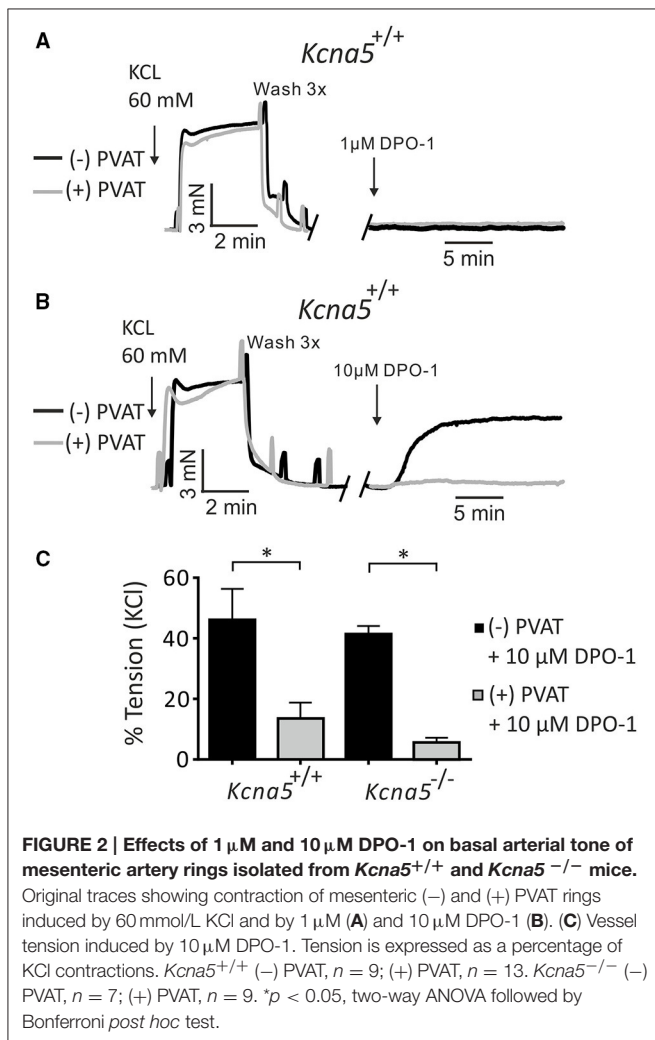 A
Kcna5+/+
KCL
60 mM
Wash 3x
1µM DPO-1
(-) PVAT
(+) PVAT
3 mN
2 min
5 min
B
Kcna5+/+
KCL
60 mM
Wash 3x
10µM DPO-1
(-) PVAT
(+) PVAT
3 mN
2 min
5 min
C
% Tension (KCl)
60
40
20
0
*
*
Kcna5+/+
Kcna5-/-
(-) PVAT
+ 10 µM DPO-1
(+) PVAT
+ 10 µM DPO-1
FIGURE 2 | Effects of 1 µM and 10 µM DPO-1 on basal arterial tone of
mesenteric artery rings isolated from Kcna5+/+ and Kcna5 −/− mice.
Original traces showing contraction of mesenteric (−) and (+) PVAT rings
induced by 60 mmol/L KCl and by 1 µM (A) and 10 µM DPO-1 (B). (C) Vessel
tension induced by 10 µM DPO-1. Tension is expressed as a percentage of
KCl contractions. Kcna5+/+ (−) PVAT, n = 9; (+) PVAT, n = 13. Kcna5−/− (−)
PVAT, n = 7; (+) PVAT, n = 9. *p < 0.05, two-way ANOVA followed by
Bonferroni post hoc test.